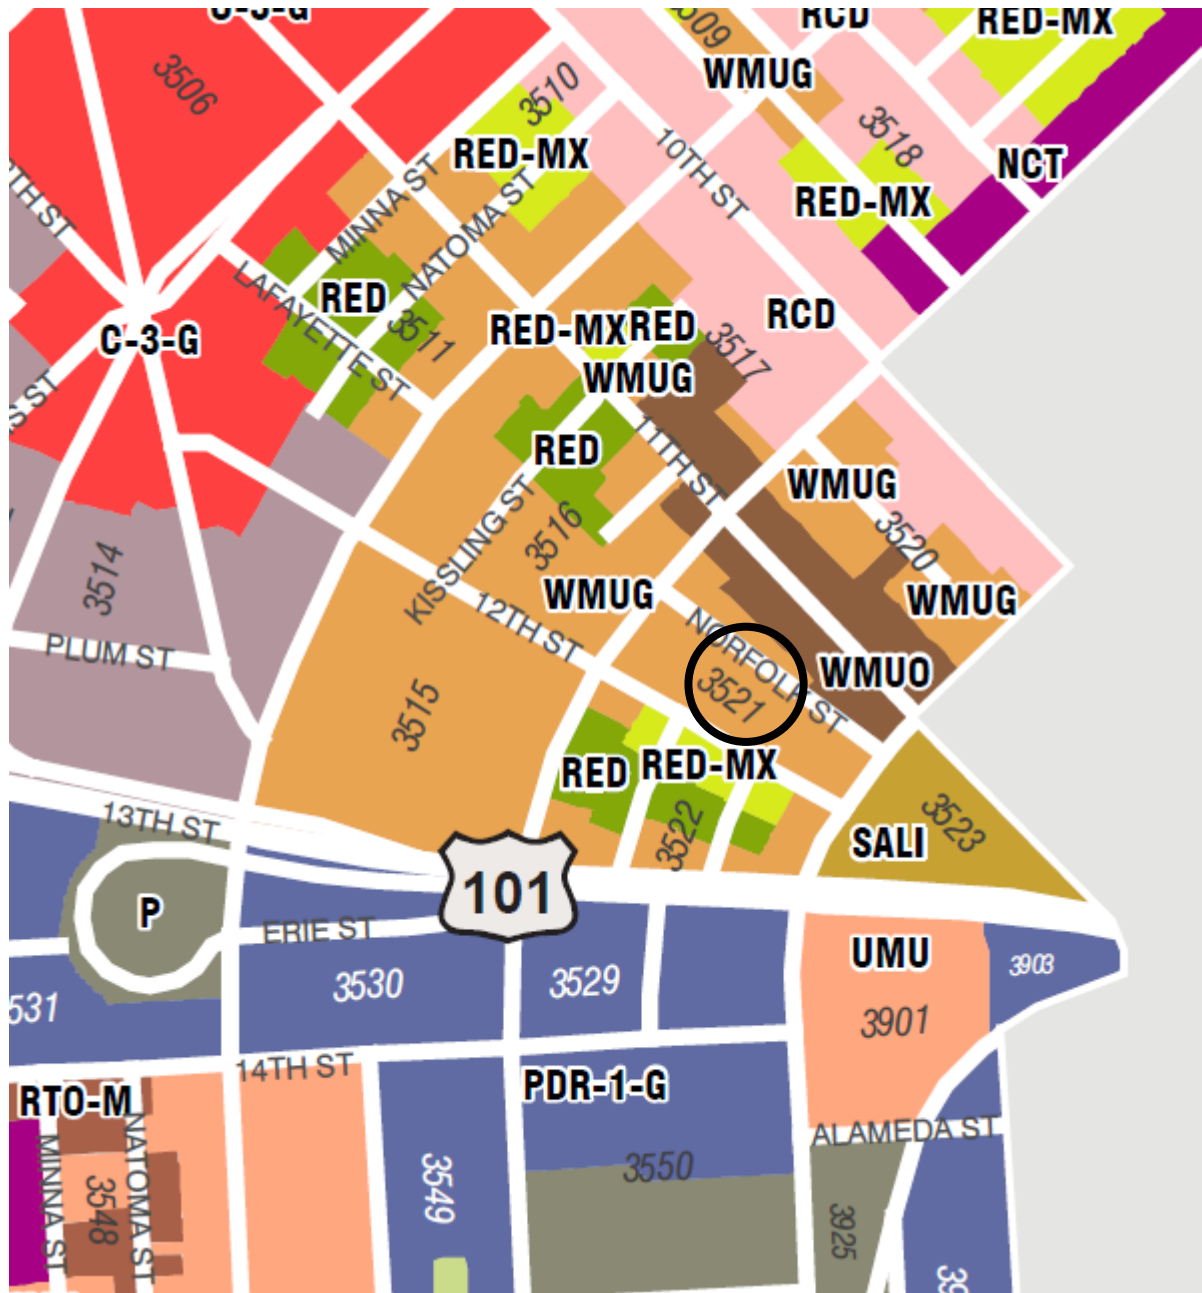 C-3-G
RCD
RED-MX
3509
WMUG
3506
3510
RED-MX
10TH ST
3518
NCT
MINNA ST
NATOMA ST
RED-MX
LAFAYETTE ST
RED
3511
RCD
C-3-G
RED-MX
RED
3517
WMUG
11TH ST
RED
WMUG
KISSLING ST
3516
3520
3514
WMUG
WMUG
12TH ST
NORFOLK ST
PLUM ST
WMUO
3521
3515
RED
RED-MX
3522
SALI
3523
13TH ST
101
P
ERIE ST
UMU
3903
531
3530
3529
3901
14TH ST
PDR-1-G
RTO-M
ALAMEDA ST
MINNA ST
NATOMA ST
3548
3549
3550
3925